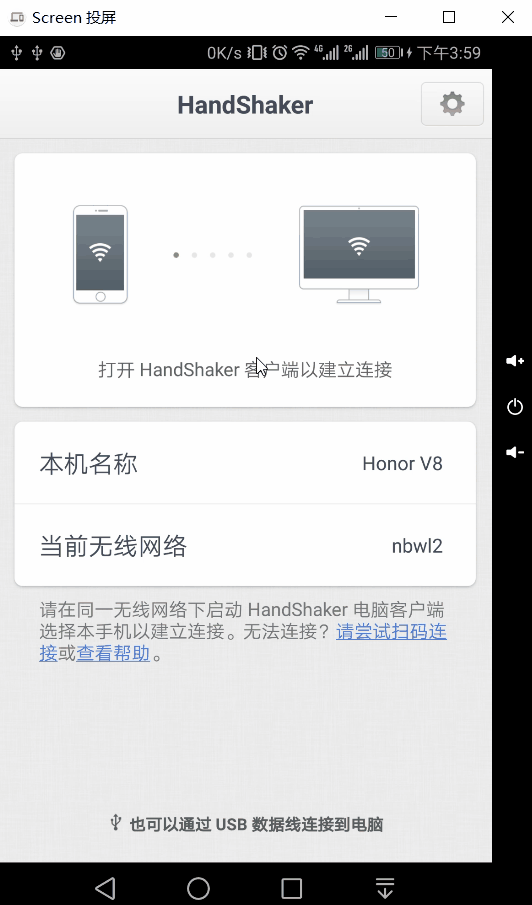 Screen 投屏
0K/s 4G 2G 50 下午3:59
HandShaker
打开 HandShaker 客户端以建立连接
本机名称 Honor V8
当前无线网络 nbwl2
请在同一无线网络下启动 HandShaker 电脑客户端
选择本手机以建立连接。无法连接？请尝试扫码连
接或查看帮助。
也可以通过 USB 数据线连接到电脑